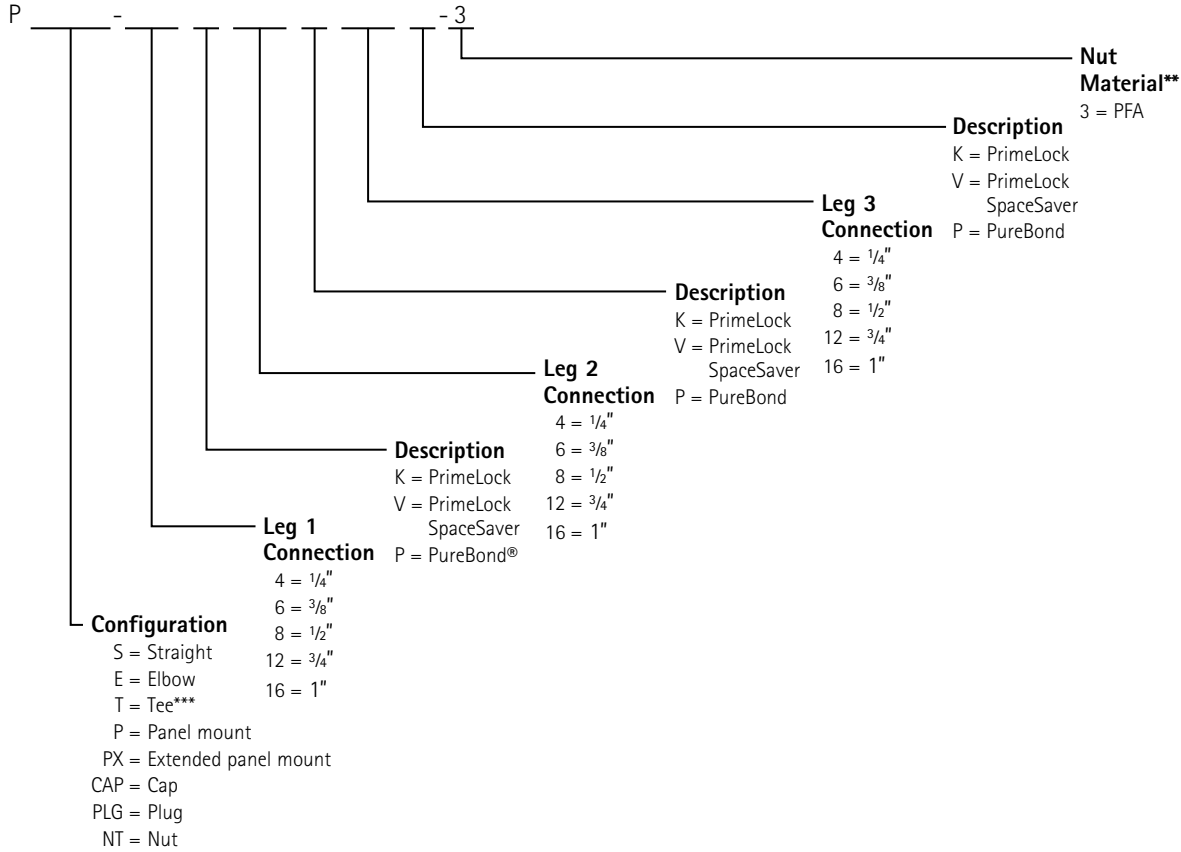 P ____ - ___ _ ___ _ ___ _ - 3
Nut
Material**
3 = PFA
Description
K = PrimeLock
V = PrimeLock
SpaceSaver
P = PureBond
Leg 3
Connection
4 = 1/4"
6 = 3/8"
8 = 1/2"
12 = 3/4"
16 = 1"
Description
K = PrimeLock
V = PrimeLock
SpaceSaver
P = PureBond
Leg 2
Connection
4 = 1/4"
6 = 3/8"
8 = 1/2"
12 = 3/4"
16 = 1"
Description
K = PrimeLock
V = PrimeLock
SpaceSaver
P = PureBond®
Leg 1
Connection
4 = 1/4"
6 = 3/8"
8 = 1/2"
12 = 3/4"
16 = 1"
Configuration
S = Straight
E = Elbow
T = Tee***
P = Panel mount
PX = Extended panel mount
CAP = Cap
PLG = Plug
NT = Nut